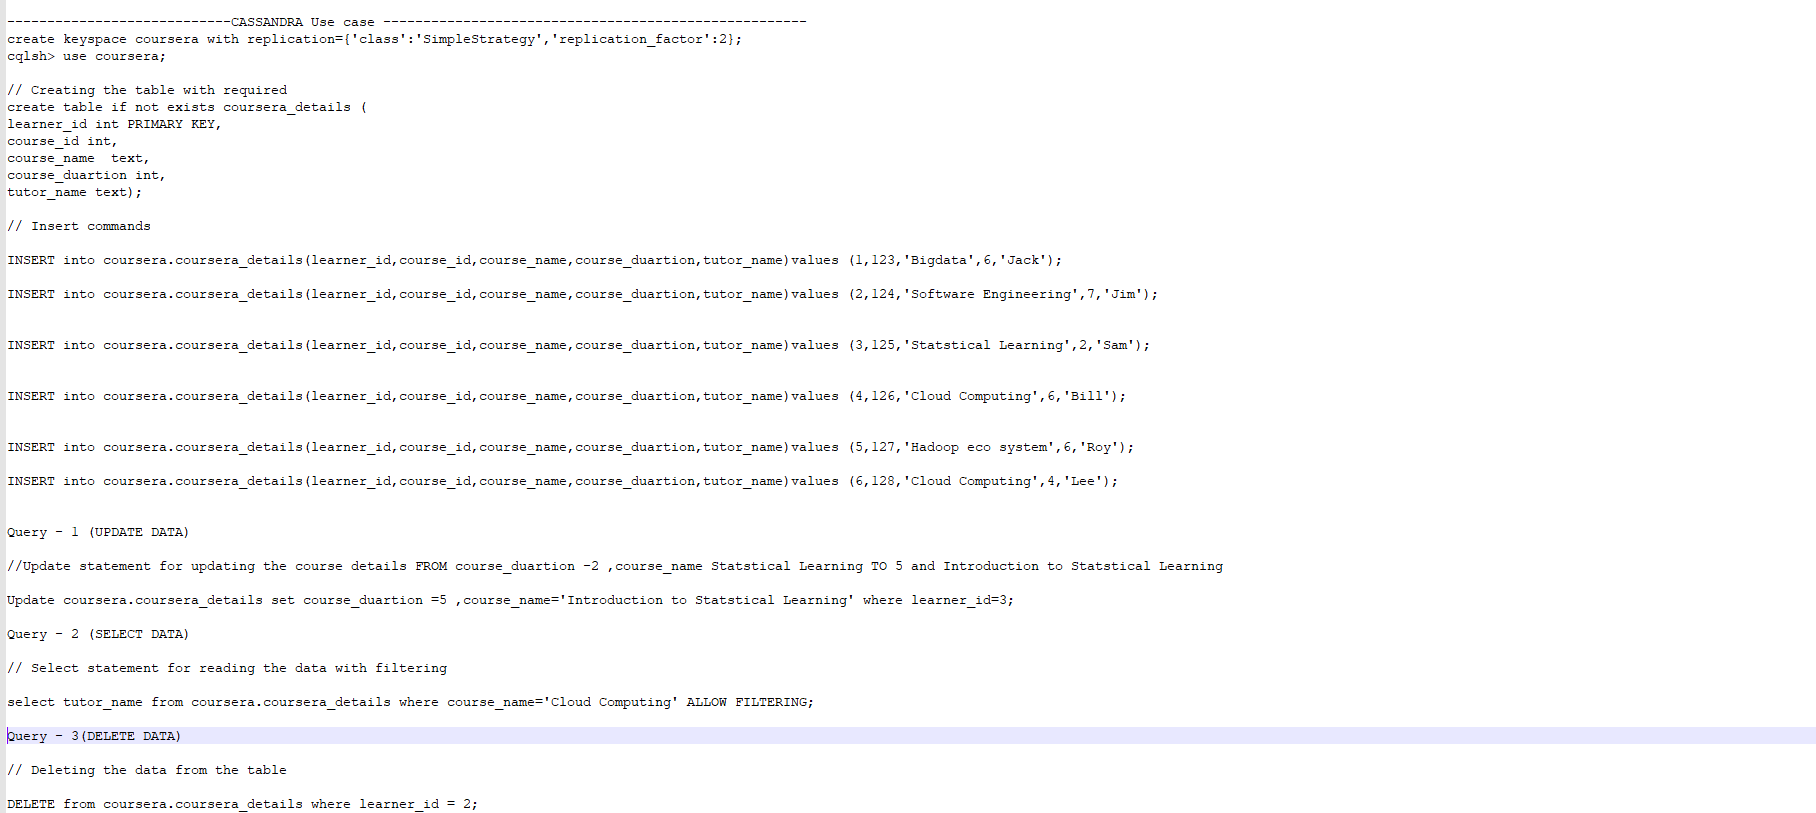 ----------------------------CASSANDRA Use case -----------------------------------------------------
create keyspace coursera with replication={'class':'SimpleStrategy','replication_factor':2};
cqlsh> use coursera;
// Creating the table with required
create table if not exists coursera_details (
learner_id int PRIMARY KEY,
course_id int,
course_name  text,
course_duartion int,
tutor_name text);
// Insert commands
INSERT into coursera.coursera_details(learner_id,course_id,course_name,course_duartion,tutor_name)values (1,123,'Bigdata',6,'Jack');
INSERT into coursera.coursera_details(learner_id,course_id,course_name,course_duartion,tutor_name)values (2,124,'Software Engineering',7,'Jim');
INSERT into coursera.coursera_details(learner_id,course_id,course_name,course_duartion,tutor_name)values (3,125,'Statstical Learning',2,'Sam');
INSERT into coursera.coursera_details(learner_id,course_id,course_name,course_duartion,tutor_name)values (4,126,'Cloud Computing',6,'Bill');
INSERT into coursera.coursera_details(learner_id,course_id,course_name,course_duartion,tutor_name)values (5,127,'Hadoop eco system',6,'Roy');
INSERT into coursera.coursera_details(learner_id,course_id,course_name,course_duartion,tutor_name)values (6,128,'Cloud Computing',4,'Lee');
Query - 1 (UPDATE DATA)
//Update statement for updating the course details FROM course_duartion -2 ,course_name Statstical Learning TO 5 and Introduction to Statstical Learning
Update coursera.coursera_details set course_duartion =5 ,course_name='Introduction to Statstical Learning' where learner_id=3;
Query - 2 (SELECT DATA)
// Select statement for reading the data with filtering
select tutor_name from coursera.coursera_details where course_name='Cloud Computing' ALLOW FILTERING;
Query - 3(DELETE DATA)
// Deleting the data from the table
DELETE from coursera.coursera_details where learner_id = 2;